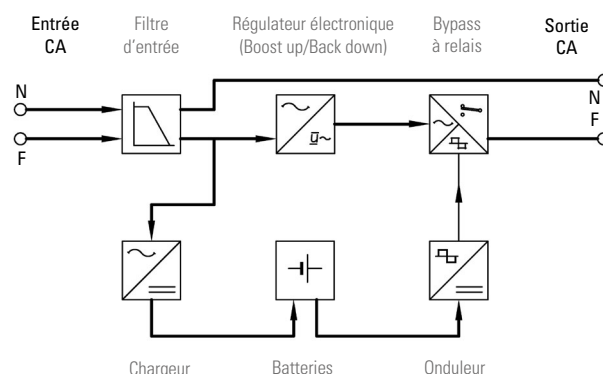 Entrée
CA
Filtre
d'entrée
Régulateur électronique
(Boost up/Back down)
Bypass
à relais
Sortie
CA
N
F
N
F
Chargeur
Batteries
Onduleur